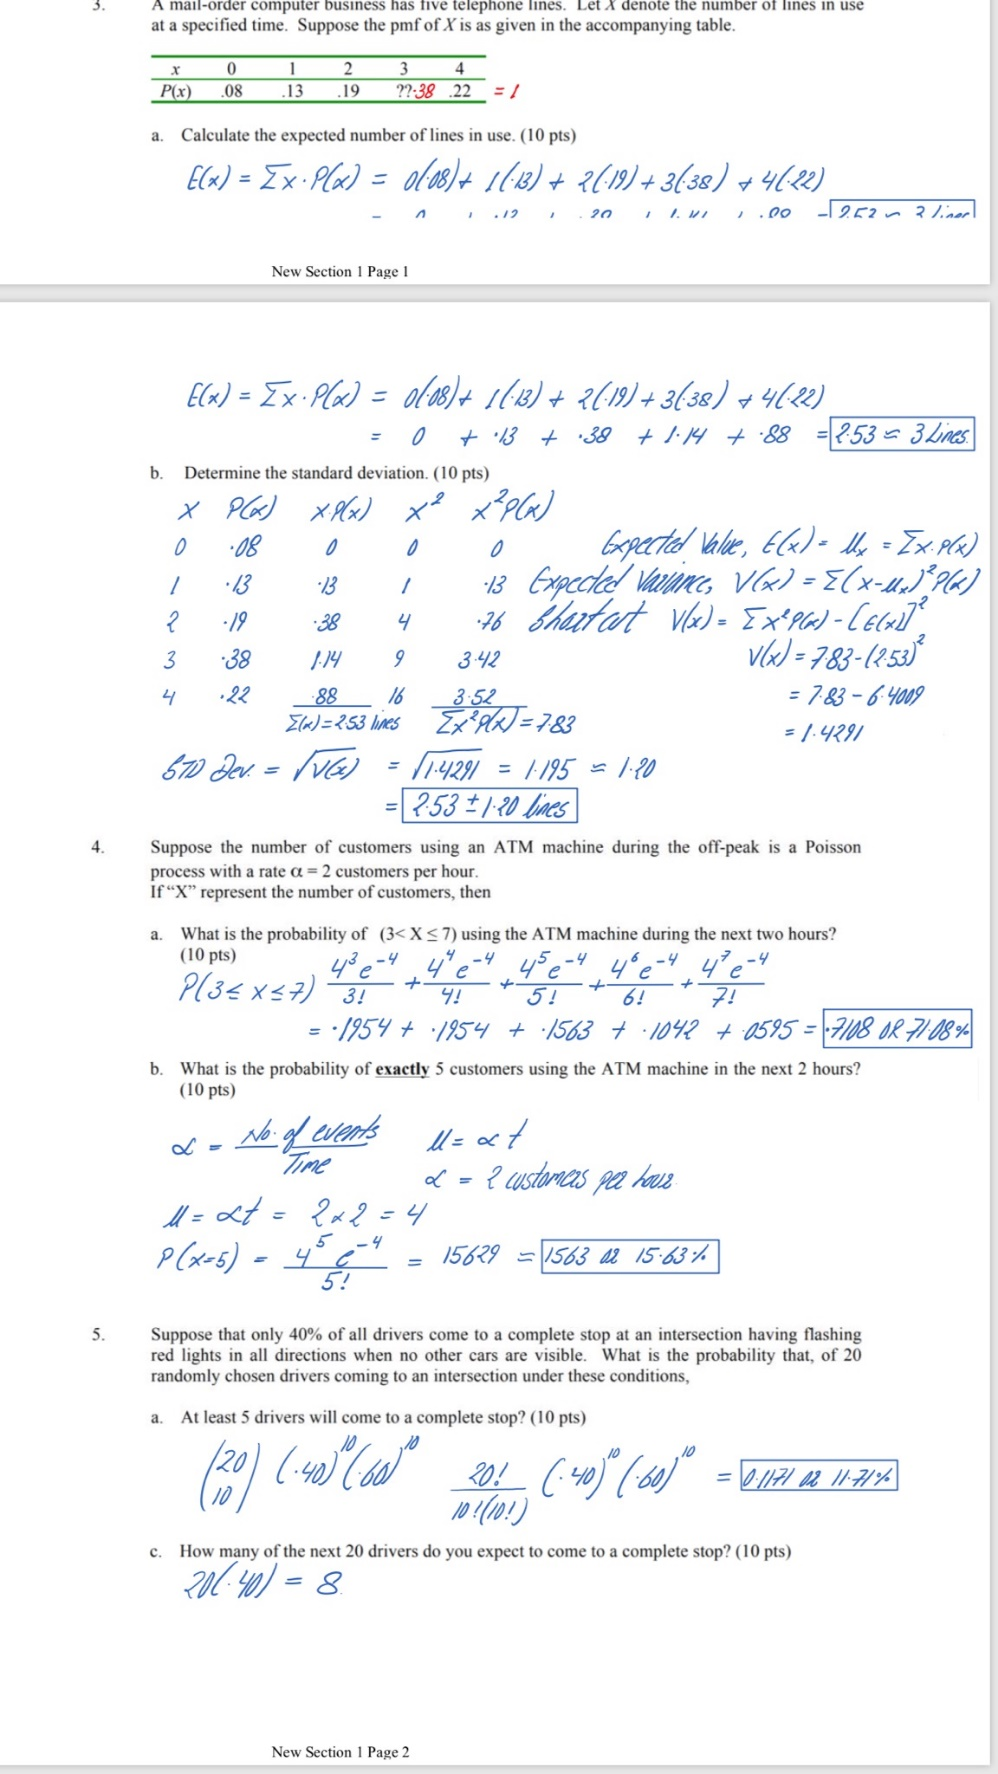 3. A mail-order computer business has five telephone lines. Let X denote the number of lines in use
at a specified time. Suppose the pmf of X is as given in the accompanying table.
x 0 1 2 3 4
P(x) .08 .13 .19 ??.38 .22 = 1
a. Calculate the expected number of lines in use. (10 pts)
E(x) = Σx·P(x) = 0(.08)+ 1(.13) + 2(.19) + 3(.38) + 4(.22)
New Section 1 Page 1
E(x) = Σx·P(x) = 0(.08)+ 1(.13) + 2(.19) + 3(.38) + 4(.22)
= 0 + .13 + .38 + 1.14 + .88 = 2.53 ≈ 3 Lines
b. Determine the standard deviation. (10 pts)
x P(x) x.P(x) x² x²P(x)
0 .08 0 0 0 Expected Value, E(x) = μx = Σx.P(x)
1 .13 .13 1 .13 Expected Variance, V(x) = Σ(x-μx)²P(x)
2 .19 .38 4 .76 Shortcut V(x) = Σx²P(x) - [E(x)]²
3 .38 1.14 9 3.42 V(x) = 7.83-(2.53)²
4 .22 .88 16 3.52 = 7.83 - 6.4009
Σ(x)=2.53 lines Σx²P(x) = 7.83 = 1.4291
STD Dev. = √V(x) = √1.4291 = 1.195 ≈ 1.20
= 2.53 ± 1.20 lines
4. Suppose the number of customers using an ATM machine during the off-peak is a Poisson
process with a rate α = 2 customers per hour.
If “X” represent the number of customers, then
a. What is the probability of (3< X ≤ 7) using the ATM machine during the next two hours?
(10 pts)
P(3≤ x ≤7) 4³e⁻⁴/3! + 4⁴e⁻⁴/4! + 4⁵e⁻⁴/5! + 4⁶e⁻⁴/6! + 4⁷e⁻⁴/7!
= .1954 + .1954 + .1563 + .1042 + .0595 = .7108 OR 71.08%
b. What is the probability of exactly 5 customers using the ATM machine in the next 2 hours?
(10 pts)
α = No. of events/Time μ = αt
α = 2 customers per hour
μ = αt = 2x2 = 4
P(x=5) = 4⁵e⁻⁴/5! = 15629 ≈ 1563 or 15.63%
5. Suppose that only 40% of all drivers come to a complete stop at an intersection having flashing
red lights in all directions when no other cars are visible. What is the probability that, of 20
randomly chosen drivers coming to an intersection under these conditions,
a. At least 5 drivers will come to a complete stop? (10 pts)
(20 10) (.40)¹⁰(.60)¹⁰ 20!/10!(10!) (.40)¹⁰(.60)¹⁰ = 0.1171 or 11.71%
c. How many of the next 20 drivers do you expect to come to a complete stop? (10 pts)
20(.40) = 8.
New Section 1 Page 2